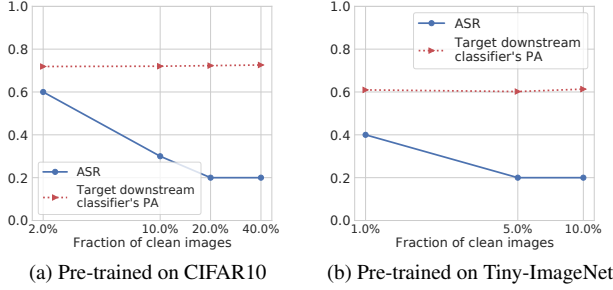 1.0
0.8
0.6
0.4
0.2
0.0
ASR
Target downstream
classifier's PA
2.0%
10.0%
20.0%
40.0%
Fraction of clean images
(a) Pre-trained on CIFAR10
1.0
0.8
0.6
0.4
0.2
0.0
ASR
Target downstream
classifier's PA
1.0%
5.0%
10.0%
Fraction of clean images
(b) Pre-trained on Tiny-ImageNet